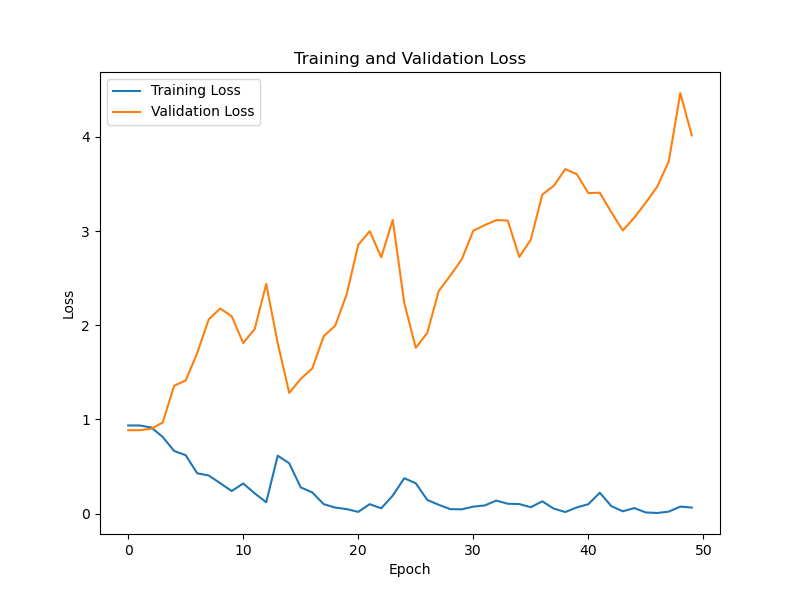 Training and Validation Loss
Training Loss
Validation Loss
4
3
2
1
0
Loss
0 10 20 30 40 50
Epoch